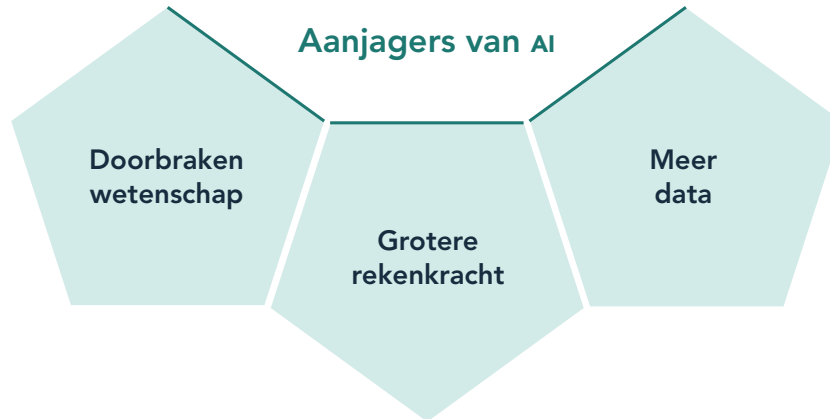 Aanjagers van AI
Doorbraken
wetenschap
Grotere
rekenkracht
Meer
data